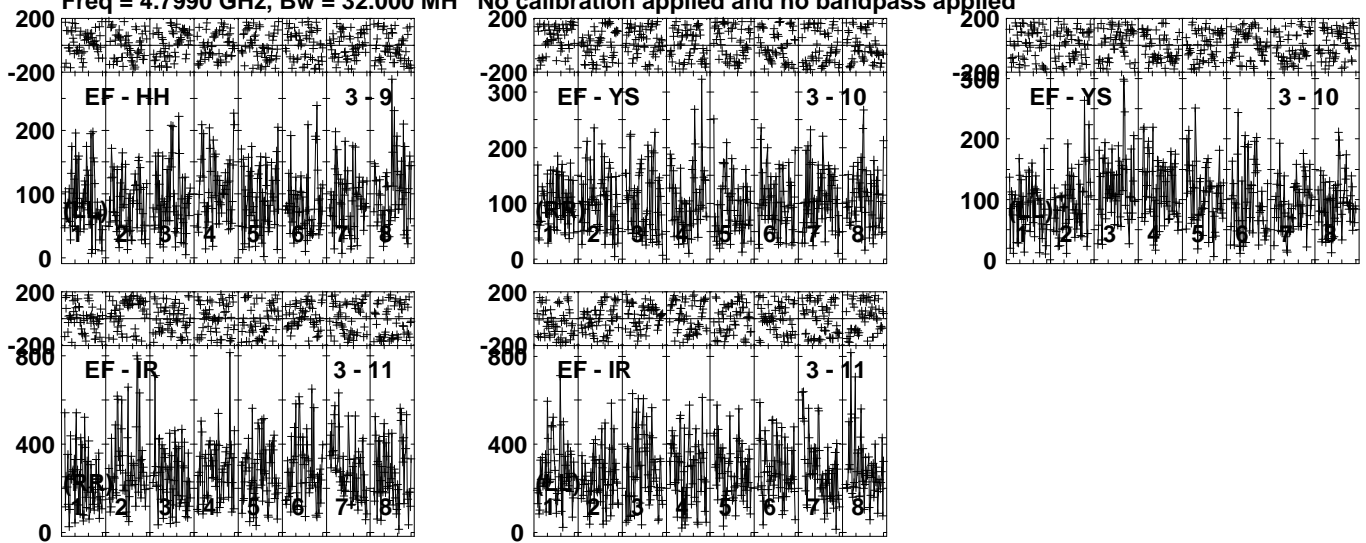 Freq = 4.7990 GHz, Bw = 32.000 MH No calibration applied and no bandpass applied
200
-200
EF - HH 3 - 9
200
100
0
(LL)
1 2 3 4 5 6 7 8
200
-200
300
EF - YS 3 - 10
200
100
0
(RR)
1 2 3 4 5 6 7 8
200
-200
300
EF - YS 3 - 10
200
100
0
(LL)
1 2 3 4 5 6 7 8
200
-200
800
EF - IR 3 - 11
400
0
(RR)
1 2 3 4 5 6 7 8
200
-200
800
EF - IR 3 - 11
400
0
(LL)
1 2 3 4 5 6 7 8